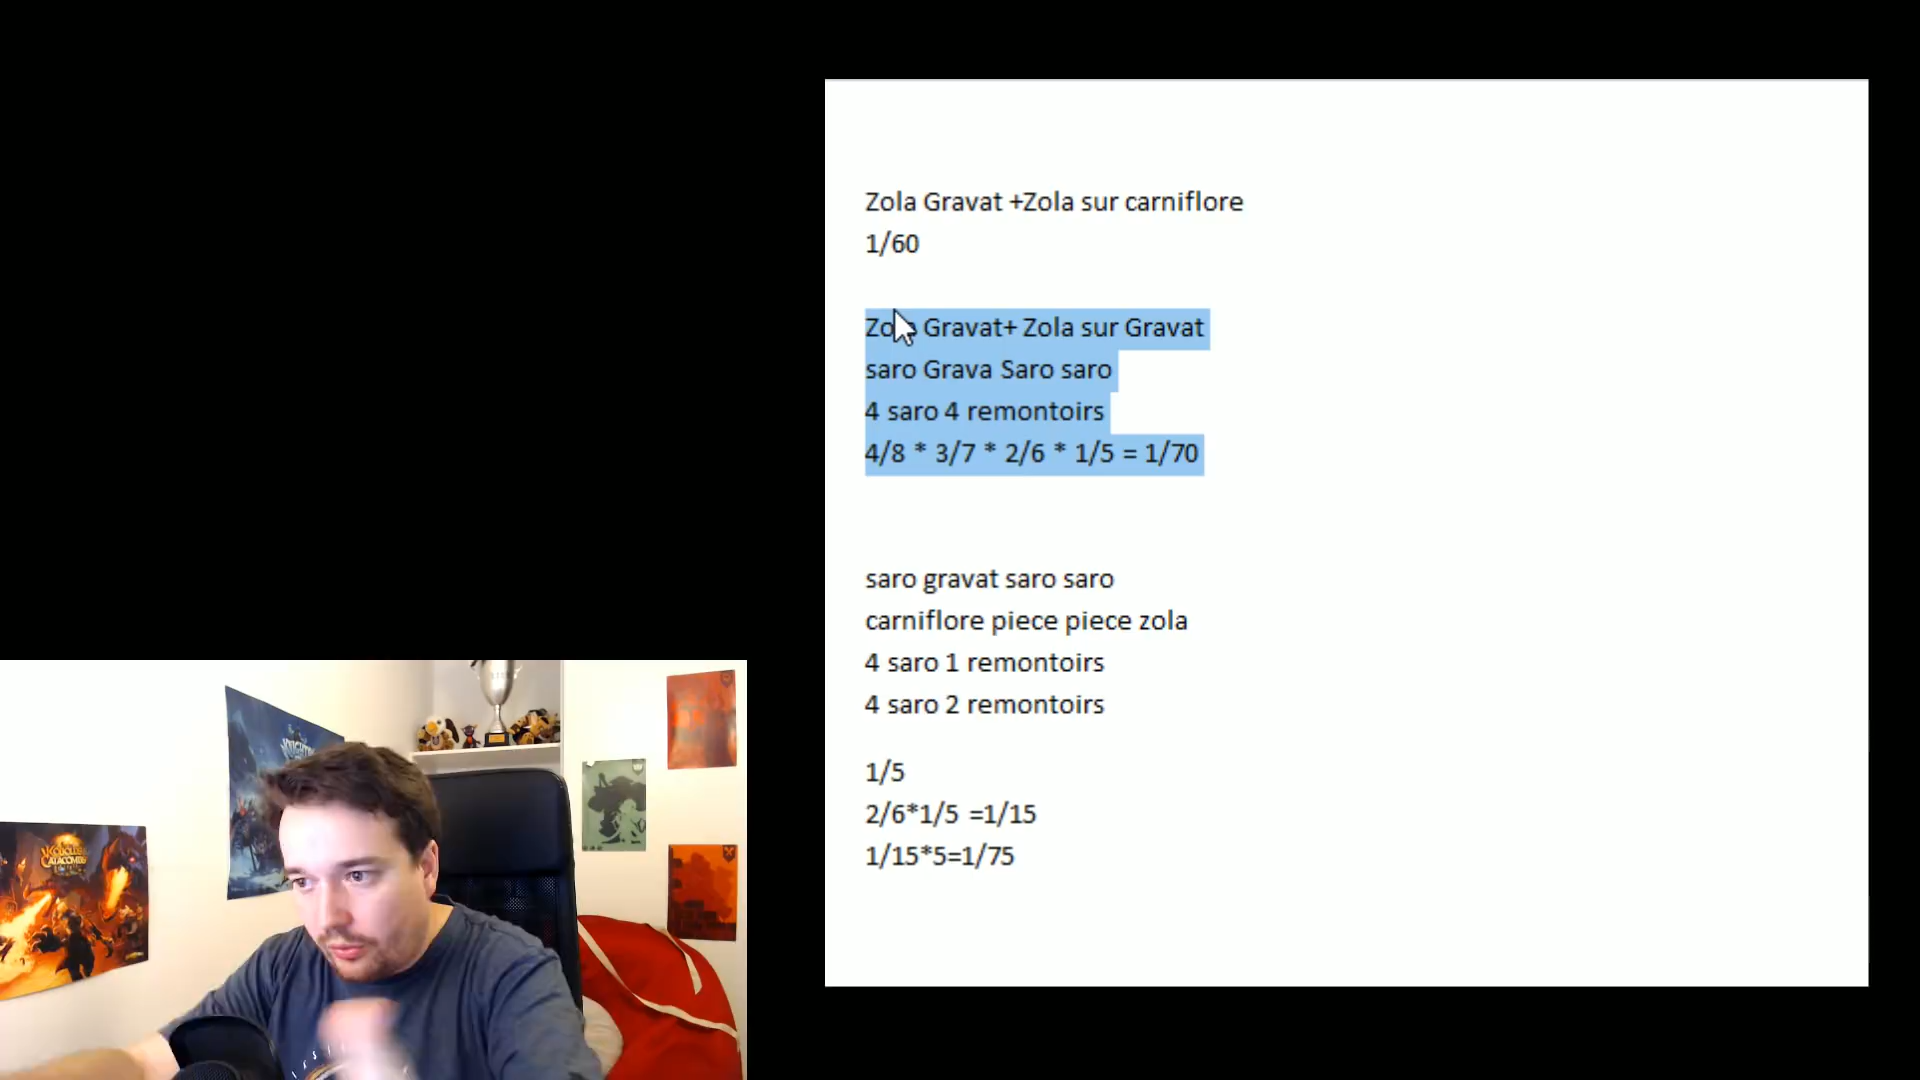 Zola Gravat +Zola sur carniflore
1/60
Gravat+ Zola sur Gravat
saro Grava Saro saro
4 saro 4 remontoirs
4/8 * 3/7 * 2/6 * 1/5 = 1/70
saro gravat saro saro
carniflore piece piece zola
4 saro 1 remontoirs
4 saro 2 remontoirs
1/5
2/6*1/5 =1/15
1/15*5=1/75